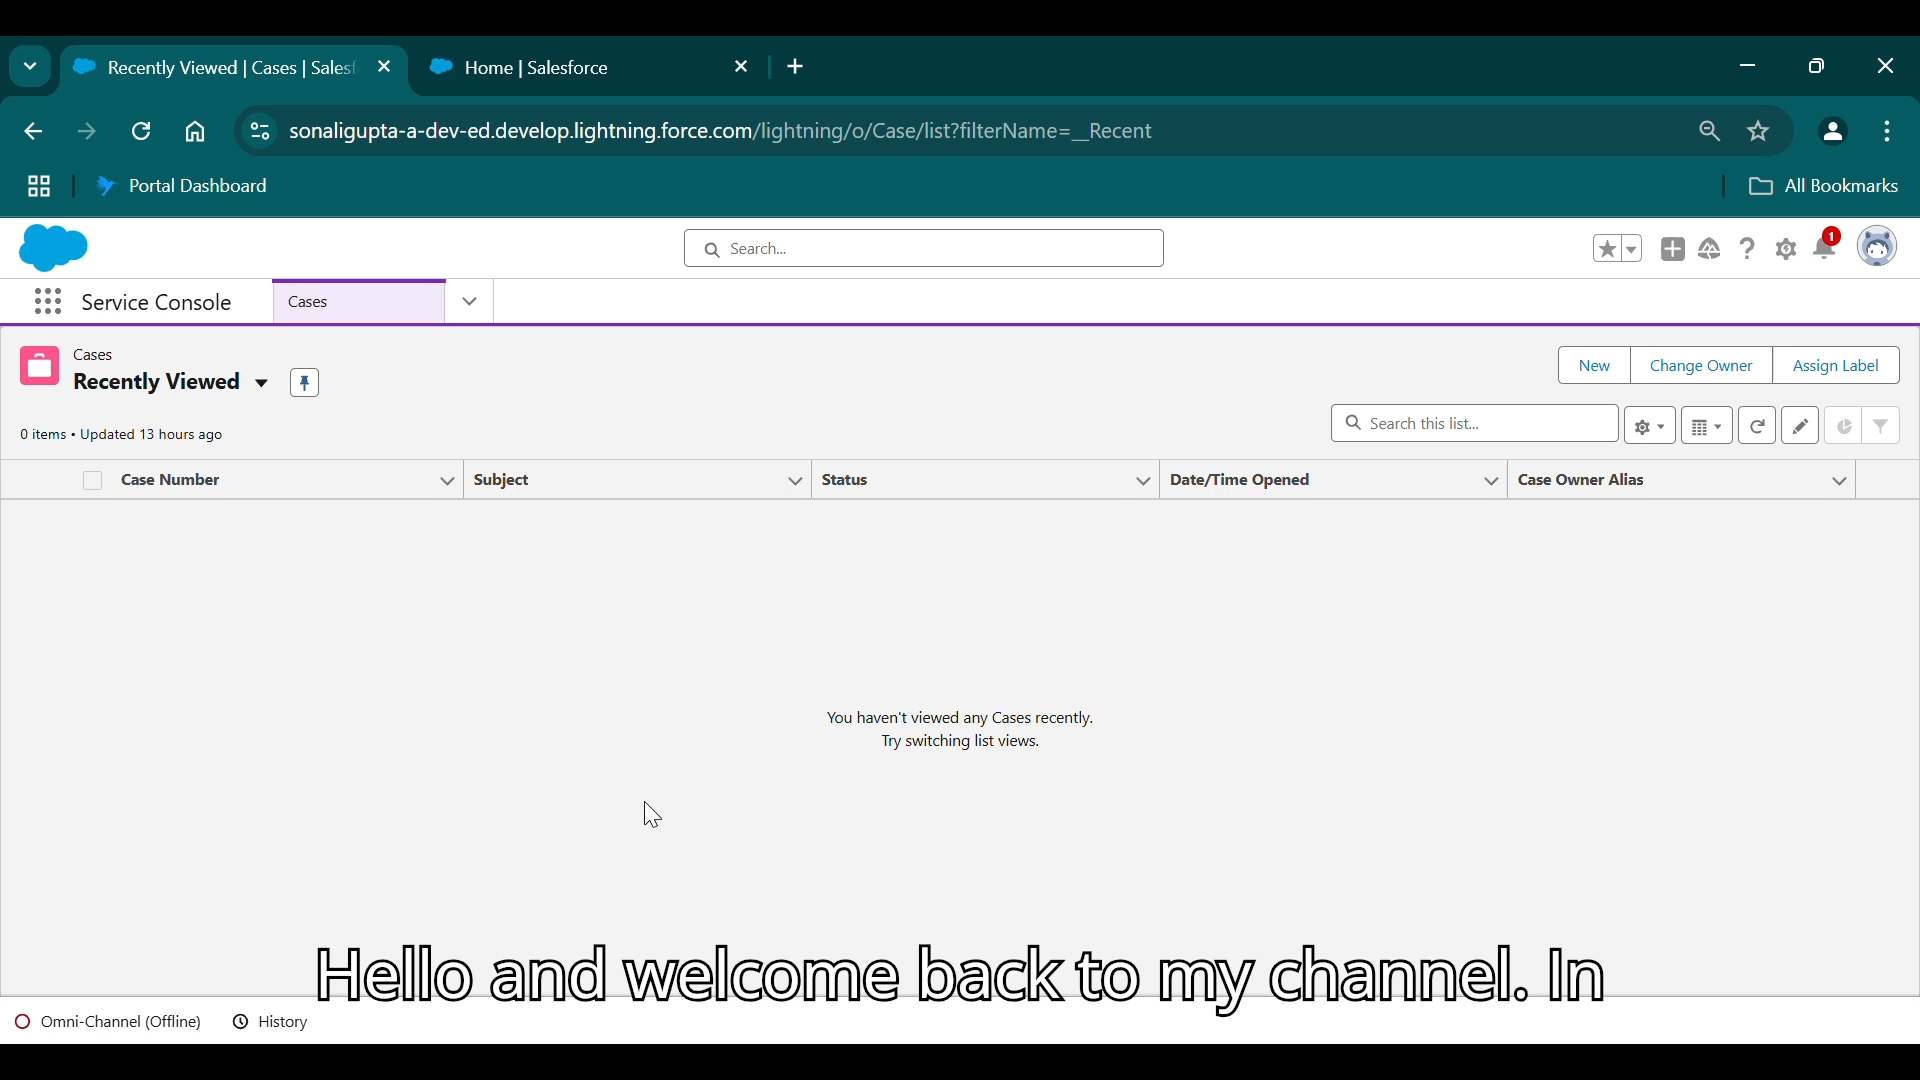 Recently Viewed | Cases | Salesf
Home | Salesforce
sonaligupta-a-dev-ed.develop.lightning.force.com/lightning/o/Case/list?filterName=__Recent
Portal Dashboard
All Bookmarks
Search...
1
Service Console
Cases
Cases
Recently Viewed
New
Change Owner
Assign Label
0 items • Updated 13 hours ago
Search this list...
Case Number
Subject
Status
Date/Time Opened
Case Owner Alias
You haven't viewed any Cases recently.
Try switching list views.
Hello and welcome back to my channel. In
Omni-Channel (Offline)
History